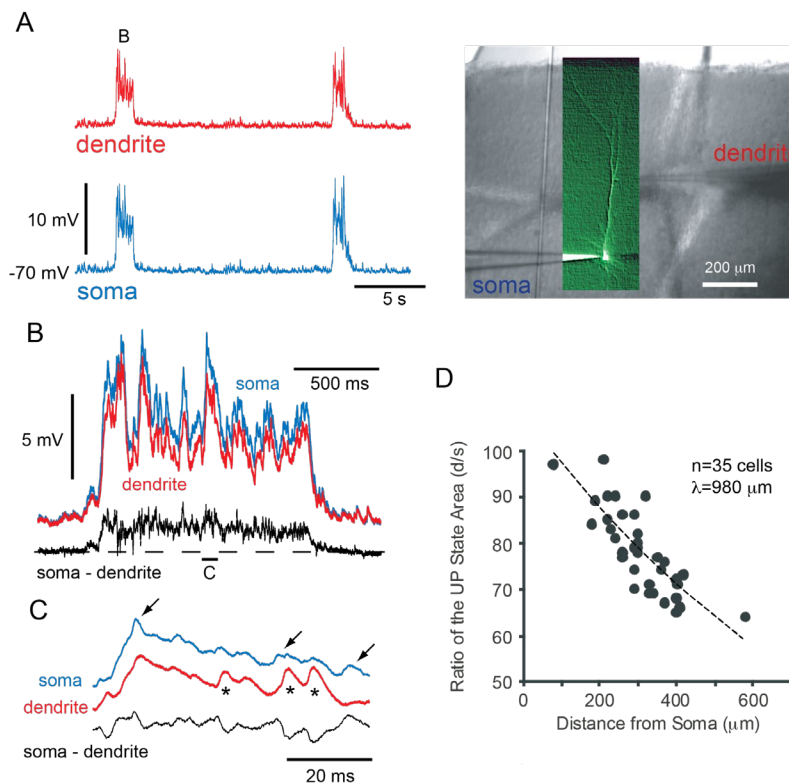 A
B
dendrite
10 mV
-70 mV
soma
5 s
dendrit
soma
200 μm
B
500 ms
soma
5 mV
dendrite
soma - dendrite
C
C
soma
dendrite
* * *
soma - dendrite
20 ms
D
Ratio of the UP State Area (d/s)
100
90
80
70
60
50
n=35 cells
λ=980 μm
0 200 400 600
Distance from Soma (μm)